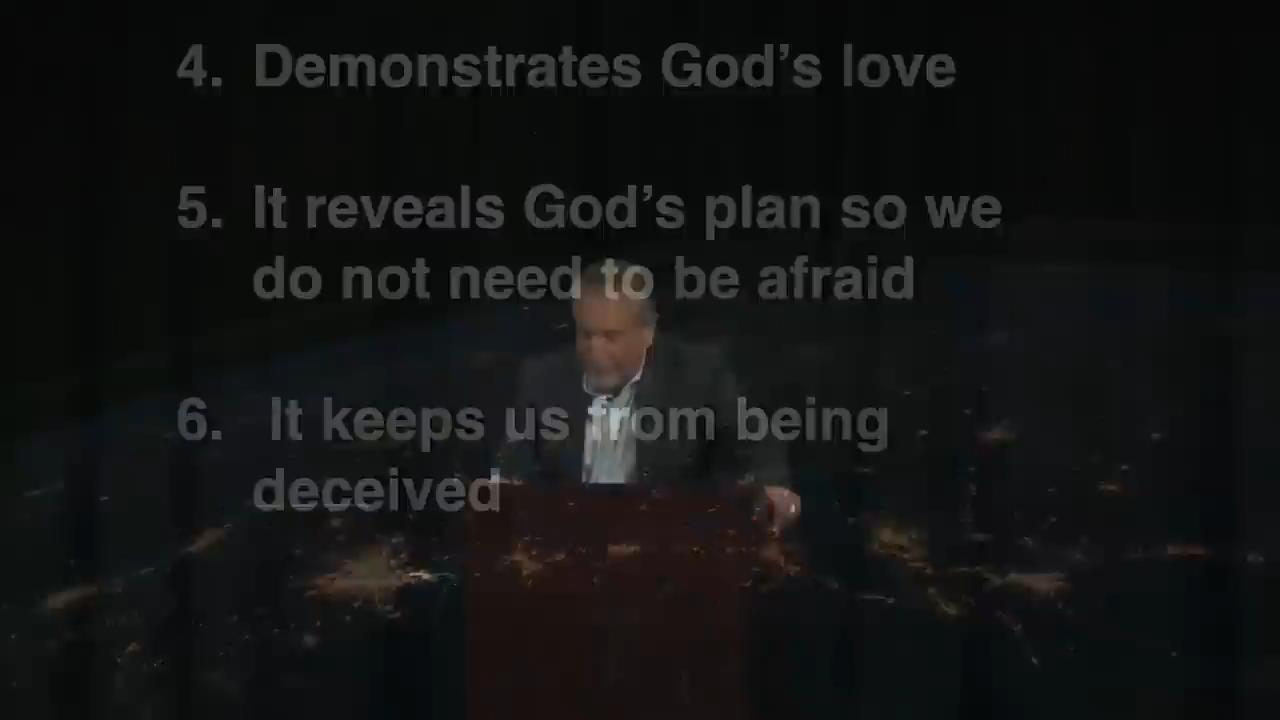 4. Demonstrates God’s love
5. It reveals God’s plan so we
do not need to be afraid
6. It keeps us from being
deceived